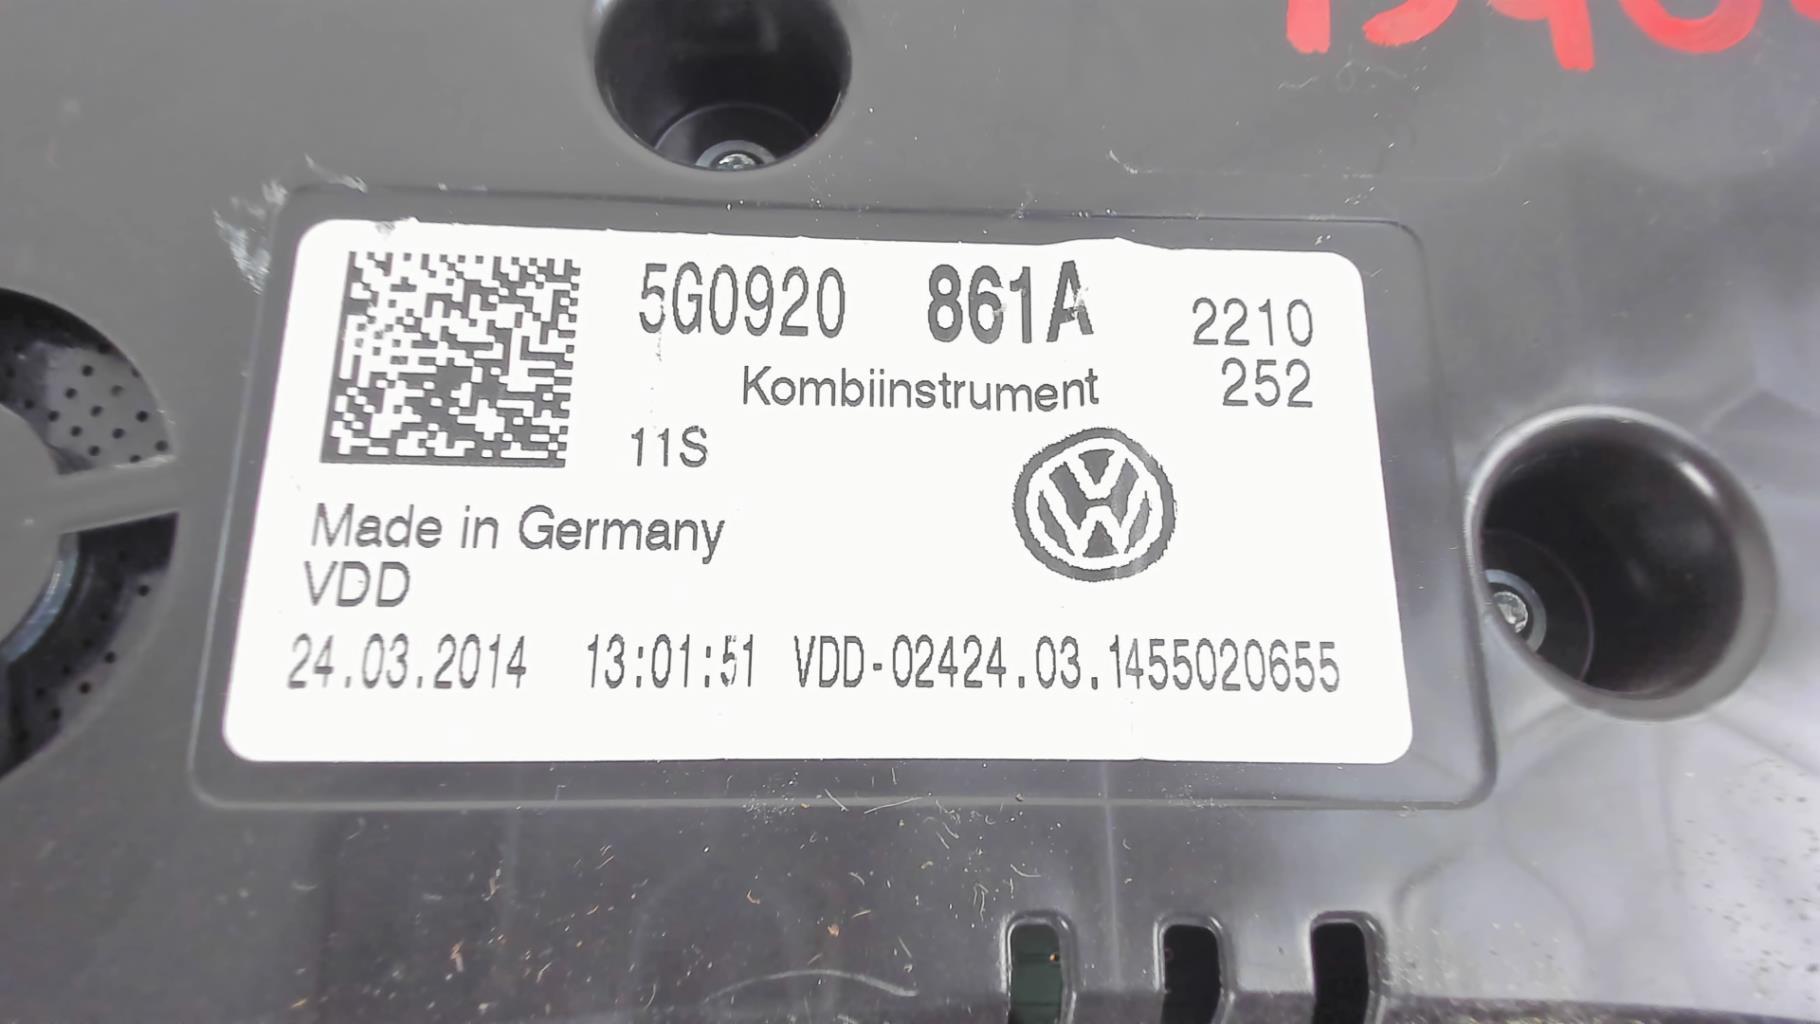 5G0920 861A 2210
Kombiinstrument 252
11S
Made in Germany
VDD
24.03.2014 13:01:51 VDD-02424.03.1455020655